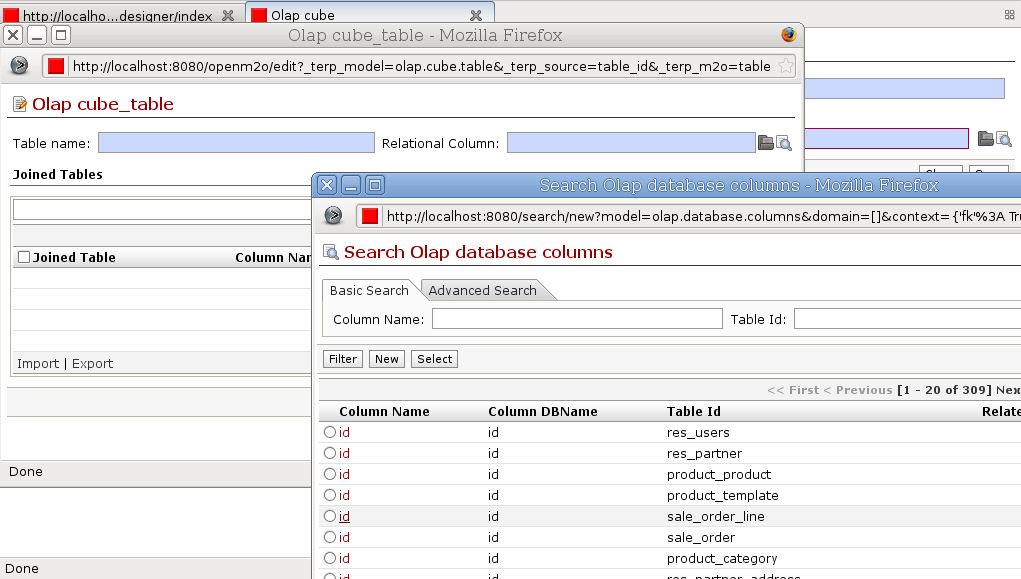 http://localho...designer/index
Olap cube
Olap cube_table - Mozilla Firefox
http://localhost:8080/openm2o/edit?_terp_model=olap.cube.table&_terp_source=table_id&_terp_m2o=table
Olap cube_table
Table name:
Relational Column:
Joined Tables
Joined Table Column Nar
Import | Export
Done
Done
Search Olap database columns - Mozilla Firefox
http://localhost:8080/search/new?model=olap.database.columns&domain=[]&context={'fk'%3A Tru
Search Olap database columns
Basic Search Advanced Search
Column Name: Table Id:
Filter New Select
<< First < Previous [1 - 20 of 309] Nex
Column Name Column DBName Table Id Relate
id id res_users
id id res_partner
id id product_product
id id product_template
id id sale_order_line
id id sale_order
id id product_category
id id res_partner_address